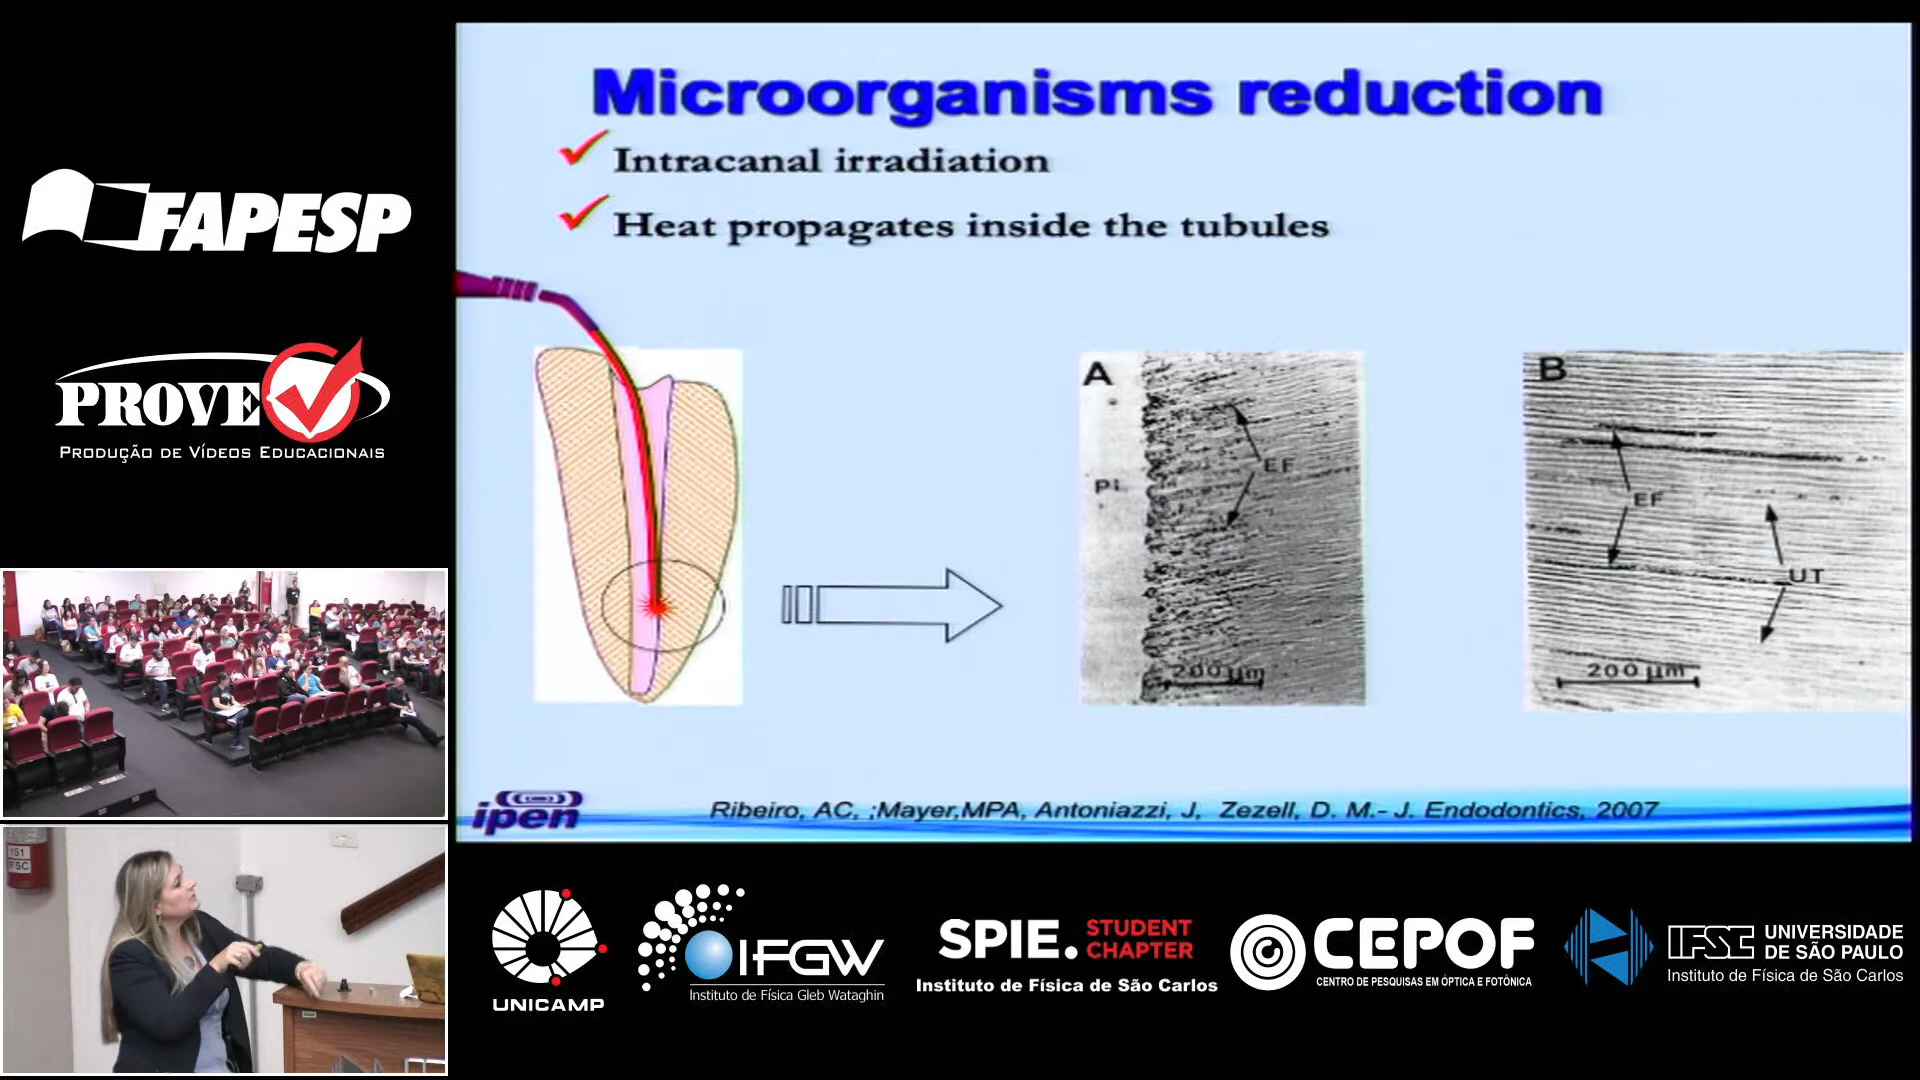 Microorganisms reduction
✓ Intracanal irradiation
✓ Heat propagates inside the tubules
FAPESP
PROVE
PRODUÇÃO DE VÍDEOS EDUCACIONAIS
A
EF
PL
200 µm
B
EF
UT
200 µm
ipen
Ribeiro, AC, ;Mayer,MPA, Antoniazzi, J, Zezell, D. M.- J. Endodontics, 2007
151
IFSC
UNICAMP
IFGW
Instituto de Física Gleb Wataghin
SPIE. STUDENT CHAPTER
Instituto de Física de São Carlos
CEPOF
CENTRO DE PESQUISAS EM ÓPTICA E FOTÔNICA
IFSC
UNIVERSIDADE
DE SÃO PAULO
Instituto de Física de São Carlos